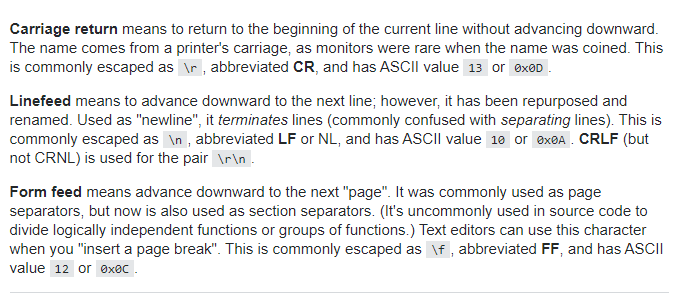 Carriage return means to return to the beginning of the current line without advancing downward.
The name comes from a printer's carriage, as monitors were rare when the name was coined. This
is commonly escaped as \r , abbreviated CR, and has ASCII value 13 or 0x0D .
Linefeed means to advance downward to the next line; however, it has been repurposed and
renamed. Used as "newline", it terminates lines (commonly confused with separating lines). This is
commonly escaped as \n , abbreviated LF or NL, and has ASCII value 10 or 0x0A . CRLF (but
not CRNL) is used for the pair \r\n .
Form feed means advance downward to the next "page". It was commonly used as page
separators, but now is also used as section separators. (It's uncommonly used in source code to
divide logically independent functions or groups of functions.) Text editors can use this character
when you "insert a page break". This is commonly escaped as \f , abbreviated FF, and has ASCII
value 12 or 0x0C .